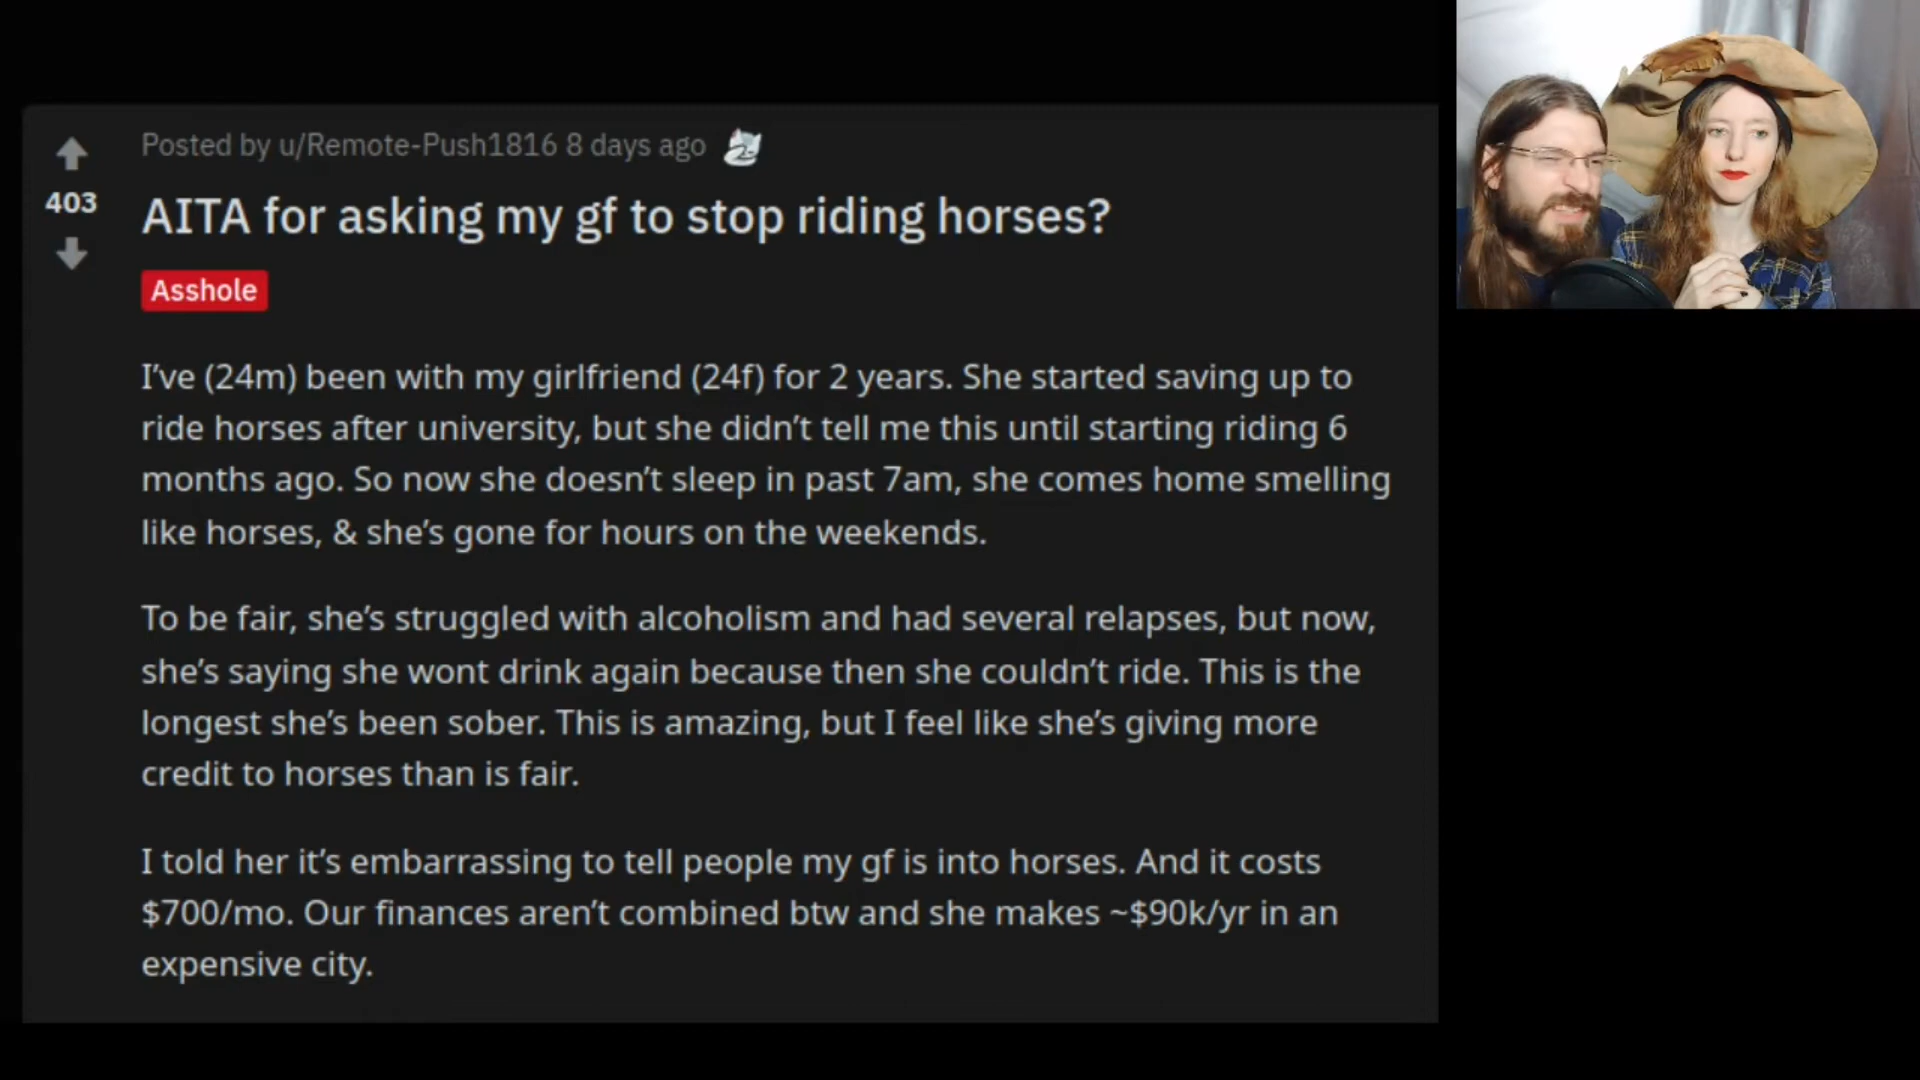 Posted by u/Remote-Push1816 8 days ago
403
AITA for asking my gf to stop riding horses?
Asshole
I've (24m) been with my girlfriend (24f) for 2 years. She started saving up to
ride horses after university, but she didn't tell me this until starting riding 6
months ago. So now she doesn't sleep in past 7am, she comes home smelling
like horses, & she's gone for hours on the weekends.
To be fair, she's struggled with alcoholism and had several relapses, but now,
she's saying she wont drink again because then she couldn't ride. This is the
longest she's been sober. This is amazing, but I feel like she's giving more
credit to horses than is fair.
I told her it's embarrassing to tell people my gf is into horses. And it costs
$700/mo. Our finances aren't combined btw and she makes ~$90k/yr in an
expensive city.